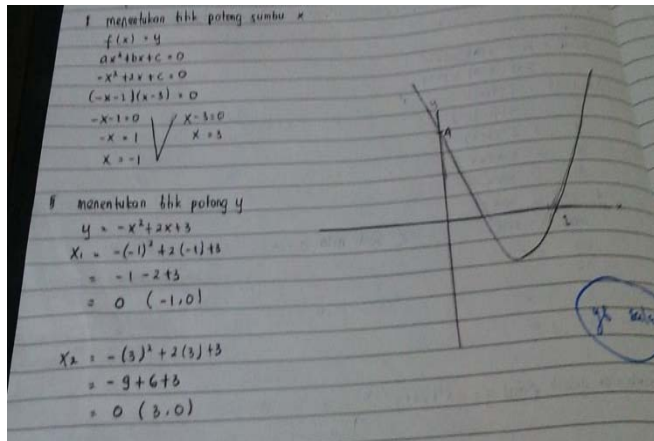 menentukan titik potong sumbu x
f(x) = y
ax²+bx+c = 0
-x²+2x+c = 0
(-x-1)(x-3) = 0
-x-1=0 x-3=0
-x = 1 x = 3
x = -1
menentukan titik potong y
y = -x²+2x+3
x₁ = -(-1)²+2(-1)+3
= -1-2+3
= 0 (-1,0)
x₂ = -(3)²+2(3)+3
= -9+6+3
= 0 (3,0)
y
A
x